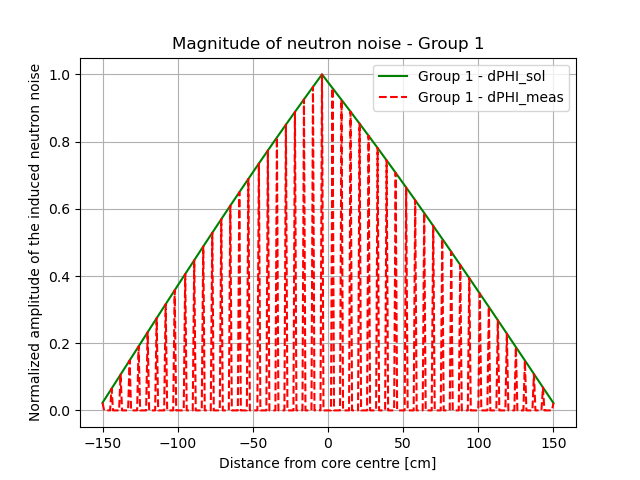 Magnitude of neutron noise - Group 1
Normalized amplitude of the induced neutron noise
1.0
0.8
0.6
0.4
0.2
0.0
Group 1 - dPHI_sol
Group 1 - dPHI_meas
−150
−100
−50
0
50
100
150
Distance from core centre [cm]